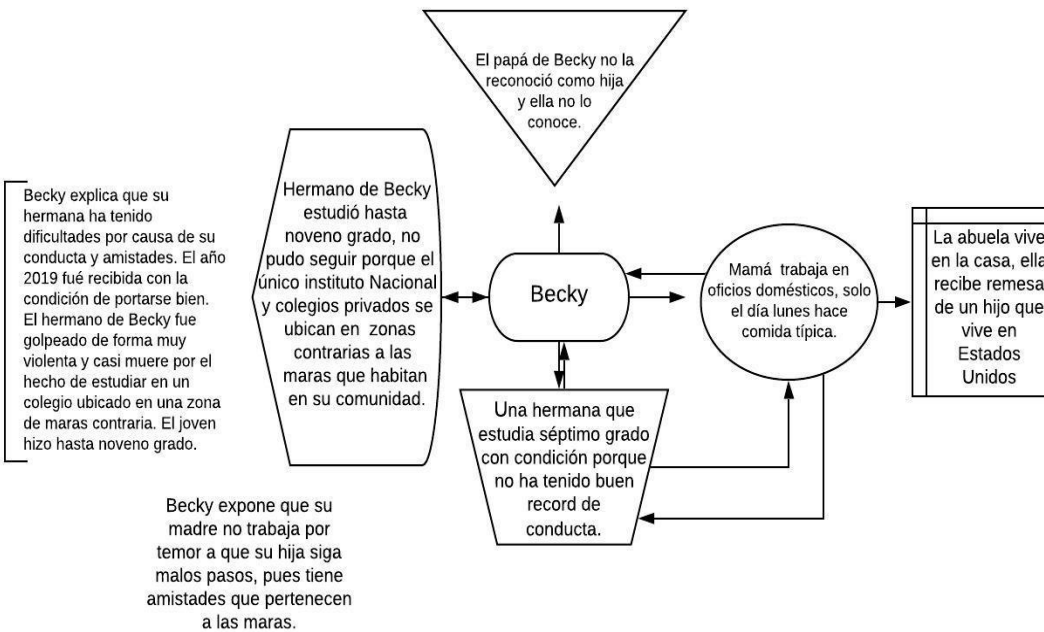 El papá de Becky no la
reconoció como hija
y ella no lo
conoce.
Becky explica que su
hermana ha tenido
dificultades por causa de su
conducta y amistades. El año
2019 fué recibida con la
condición de portarse bien.
El hermano de Becky fue
golpeado de forma muy
violenta y casi muere por el
hecho de estudiar en un
colegio ubicado en una zona
de maras contraria. El joven
hizo hasta noveno grado.
Hermano de Becky
estudió hasta
noveno grado, no
pudo seguir porque el
único instituto Nacional
y colegios privados se
ubican en zonas
contrarias a las
maras que habitan
en su comunidad.
Becky
Mamá trabaja en
oficios domésticos, solo
el día lunes hace
comida típica.
La abuela vive
en la casa, ella
recibe remesa
de un hijo que
vive en
Estados
Unidos
Una hermana que
estudia séptimo grado
con condición porque
no ha tenido buen
record de
conducta.
Becky expone que su
madre no trabaja por
temor a que su hija siga
malos pasos, pues tiene
amistades que pertenecen
a las maras.